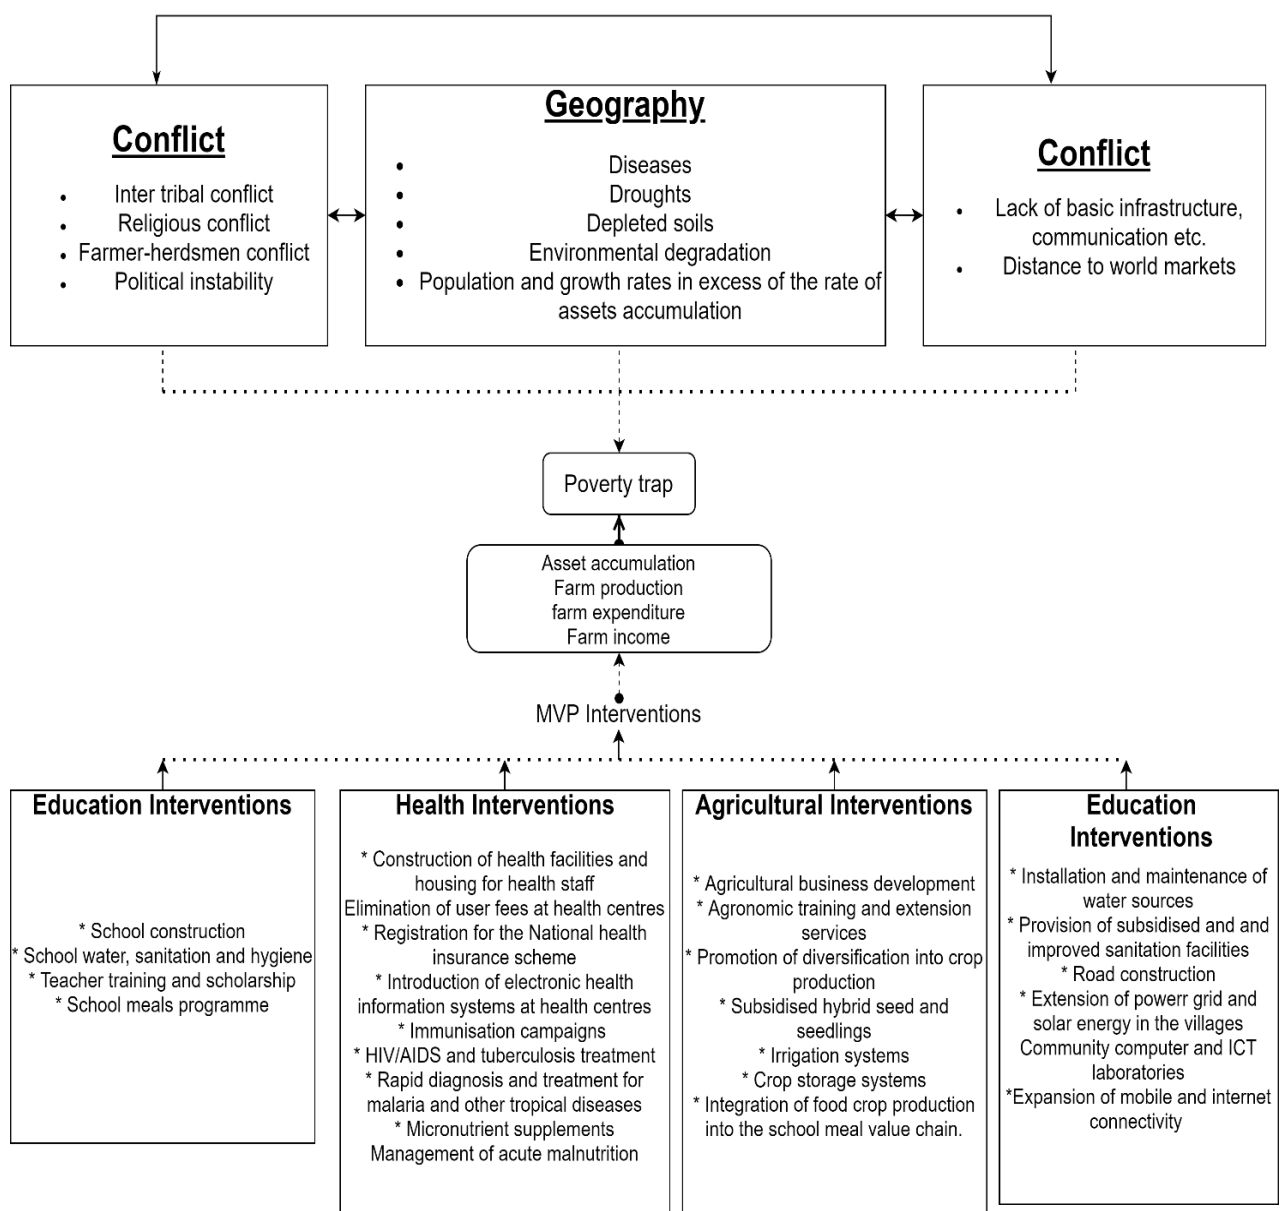 Conflict
• Inter tribal conflict
• Religious conflict
• Farmer-herdsmen conflict
• Political instability
Geography
• Diseases
• Droughts
• Depleted soils
• Environmental degradation
• Population and growth rates in excess of the rate of
assets accumulation
Conflict
• Lack of basic infrastructure,
communication etc.
• Distance to world markets
Poverty trap
Asset accumulation
Farm production
farm expenditure
Farm income
MVP Interventions
Education Interventions
* School construction
* School water, sanitation and hygiene
* Teacher training and scholarship
* School meals programme
Health Interventions
* Construction of health facilities and
housing for health staff
Elimination of user fees at health centres
* Registration for the National health
insurance scheme
* Introduction of electronic health
information systems at health centres
* Immunisation campaigns
* HIV/AIDS and tuberculosis treatment
* Rapid diagnosis and treatment for
malaria and other tropical diseases
* Micronutrient supplements
Management of acute malnutrition
Agricultural Interventions
* Agricultural business development
* Agronomic training and extension
services
* Promotion of diversification into crop
production
* Subsidised hybrid seed and
seedlings
* Irrigation systems
* Crop storage systems
* Integration of food crop production
into the school meal value chain.
Education
Interventions
* Installation and maintenance of
water sources
* Provision of subsidised and and
improved sanitation facilities
* Road construction
* Extension of powerr grid and
solar energy in the villages
Community computer and ICT
laboratories
*Expansion of mobile and internet
connectivity